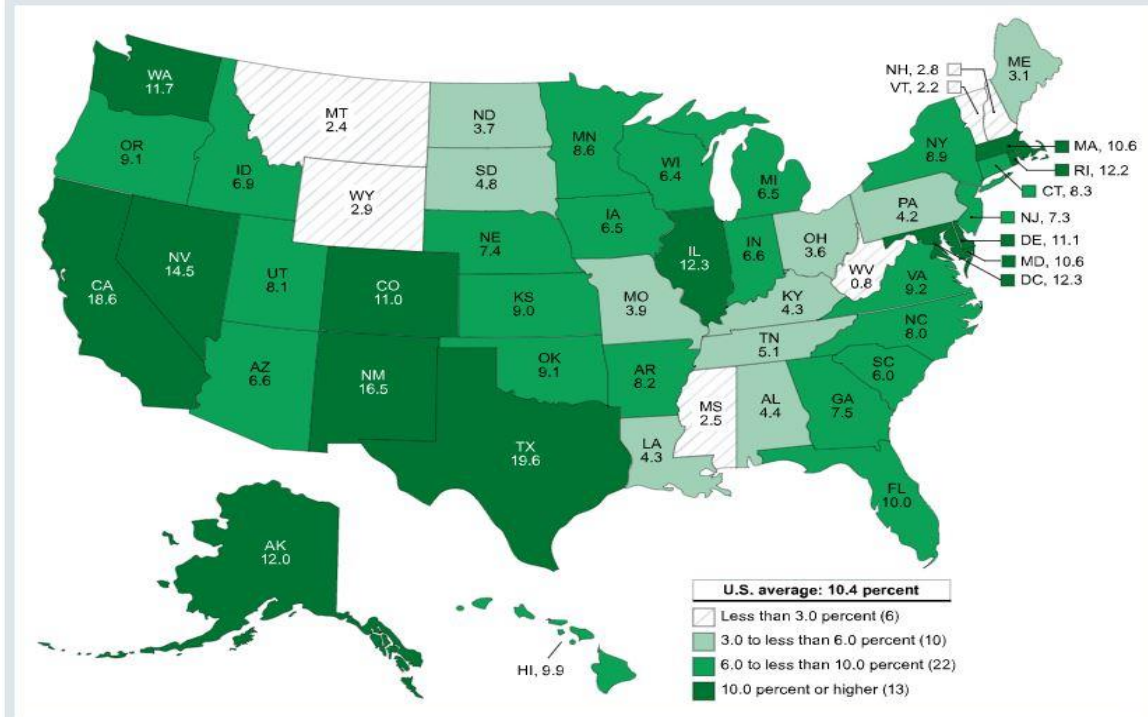 WA
11.7
MT
2.4
ND
3.7
MN
8.6
OR
9.1
ID
6.9
SD
4.8
WI
6.4
MI
6.5
WY
2.9
NH, 2.8
VT, 2.2
ME
3.1
NY
8.9
MA, 10.6
RI, 12.2
CT, 8.3
NJ, 7.3
DE, 11.1
MD, 10.6
DC, 12.3
PA
4.2
NE
7.4
IA
6.5
IL
12.3
IN
6.6
OH
3.6
WV
0.8
VA
9.2
NV
14.5
UT
8.1
CO
11.0
CA
18.6
KS
9.0
MO
3.9
KY
4.3
NC
8.0
TN
5.1
AZ
6.6
NM
16.5
OK
9.1
AR
8.2
SC
6.0
MS
2.5
AL
4.4
GA
7.5
TX
19.6
LA
4.3
FL
10.0
AK
12.0
HI, 9.9
U.S. average: 10.4 percent
Less than 3.0 percent (6)
3.0 to less than 6.0 percent (10)
6.0 to less than 10.0 percent (22)
10.0 percent or higher (13)